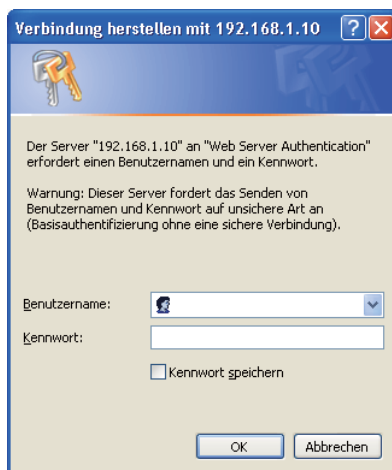 Verbindung herstellen mit 192.168.1.10
Der Server "192.168.1.10" an "Web Server Authentication"
erfordert einen Benutzernamen und ein Kennwort.
Warnung: Dieser Server fordert das Senden von
Benutzernamen und Kennwort auf unsichere Art an
(Basisauthentifizierung ohne eine sichere Verbindung).
Benutzername:
Kennwort:
Kennwort speichern
OK
Abbrechen